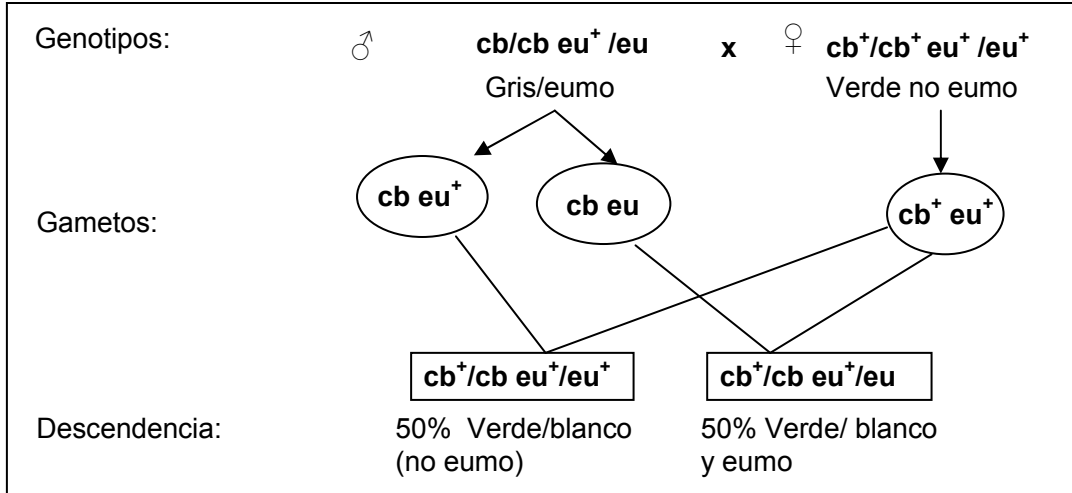 Genotipos: ♂ cb/cb eu⁺ /eu x ♀ cb⁺/cb⁺ eu⁺ /eu⁺
Gris/eumo Verde no eumo
cb eu⁺ cb eu cb⁺ eu⁺
Gametos:
cb⁺/cb eu⁺/eu⁺ cb⁺/cb eu⁺/eu
Descendencia: 50% Verde/blanco 50% Verde/ blanco
(no eumo) y eumo